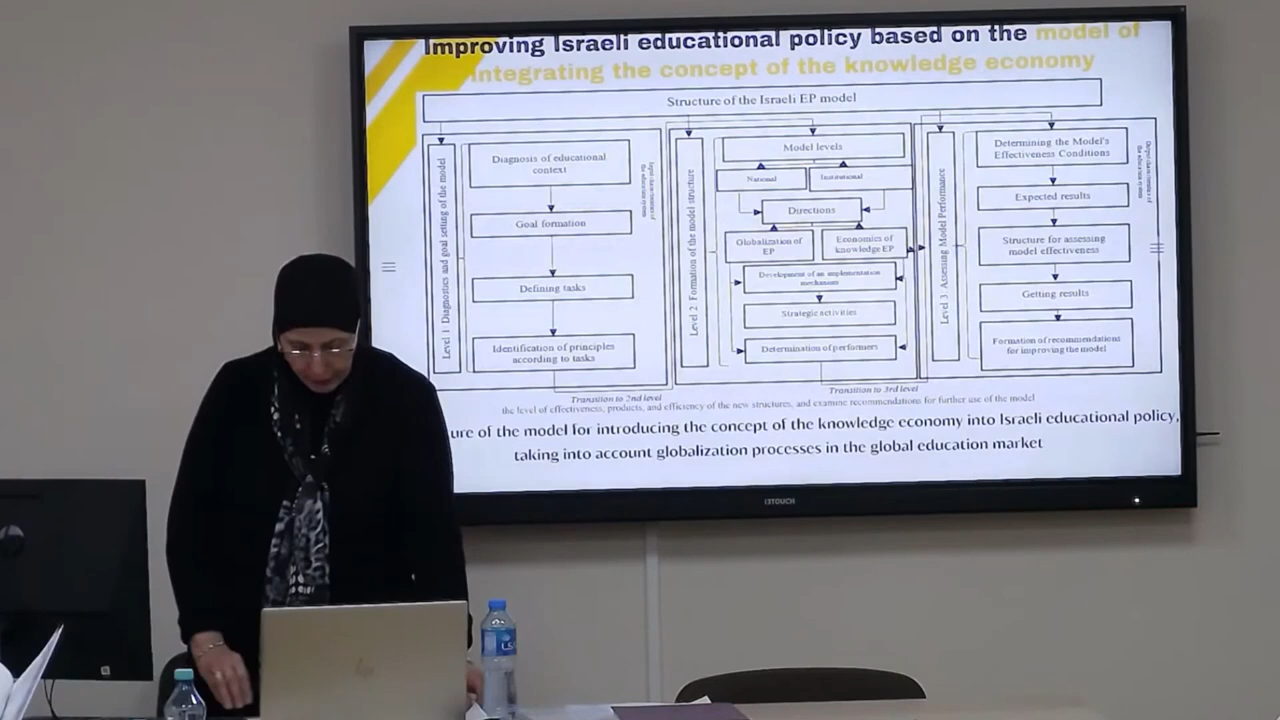 Improving Israeli educational policy based on the model of
integrating the concept of the knowledge economy
Structure of the Israeli EP model
Level 1 Diagnostics and goal setting of the model
Diagnosis of educational
context
Goal formation
Defining tasks
Identification of principles
according to tasks
Transition to 2nd level
Level 2 Formation of the model structure
Model levels
National
Institutional
Directions
Globalization of
EP
Economics of
knowledge EP
Development of an implementation
mechanism
Strategic activities
Determination of performers
Transition to 3rd level
Level 3 Assessing Model Performance
Determining the Model's
Effectiveness Conditions
Expected results
Structure for assessing
model effectiveness
Getting results
Formation of recommendations
for improving the model
the level of effectiveness, products, and efficiency of the new structures, and examine recommendations for further use of the model
ure of the model for introducing the concept of the knowledge economy into Israeli educational policy,
taking into account globalization processes in the global education market